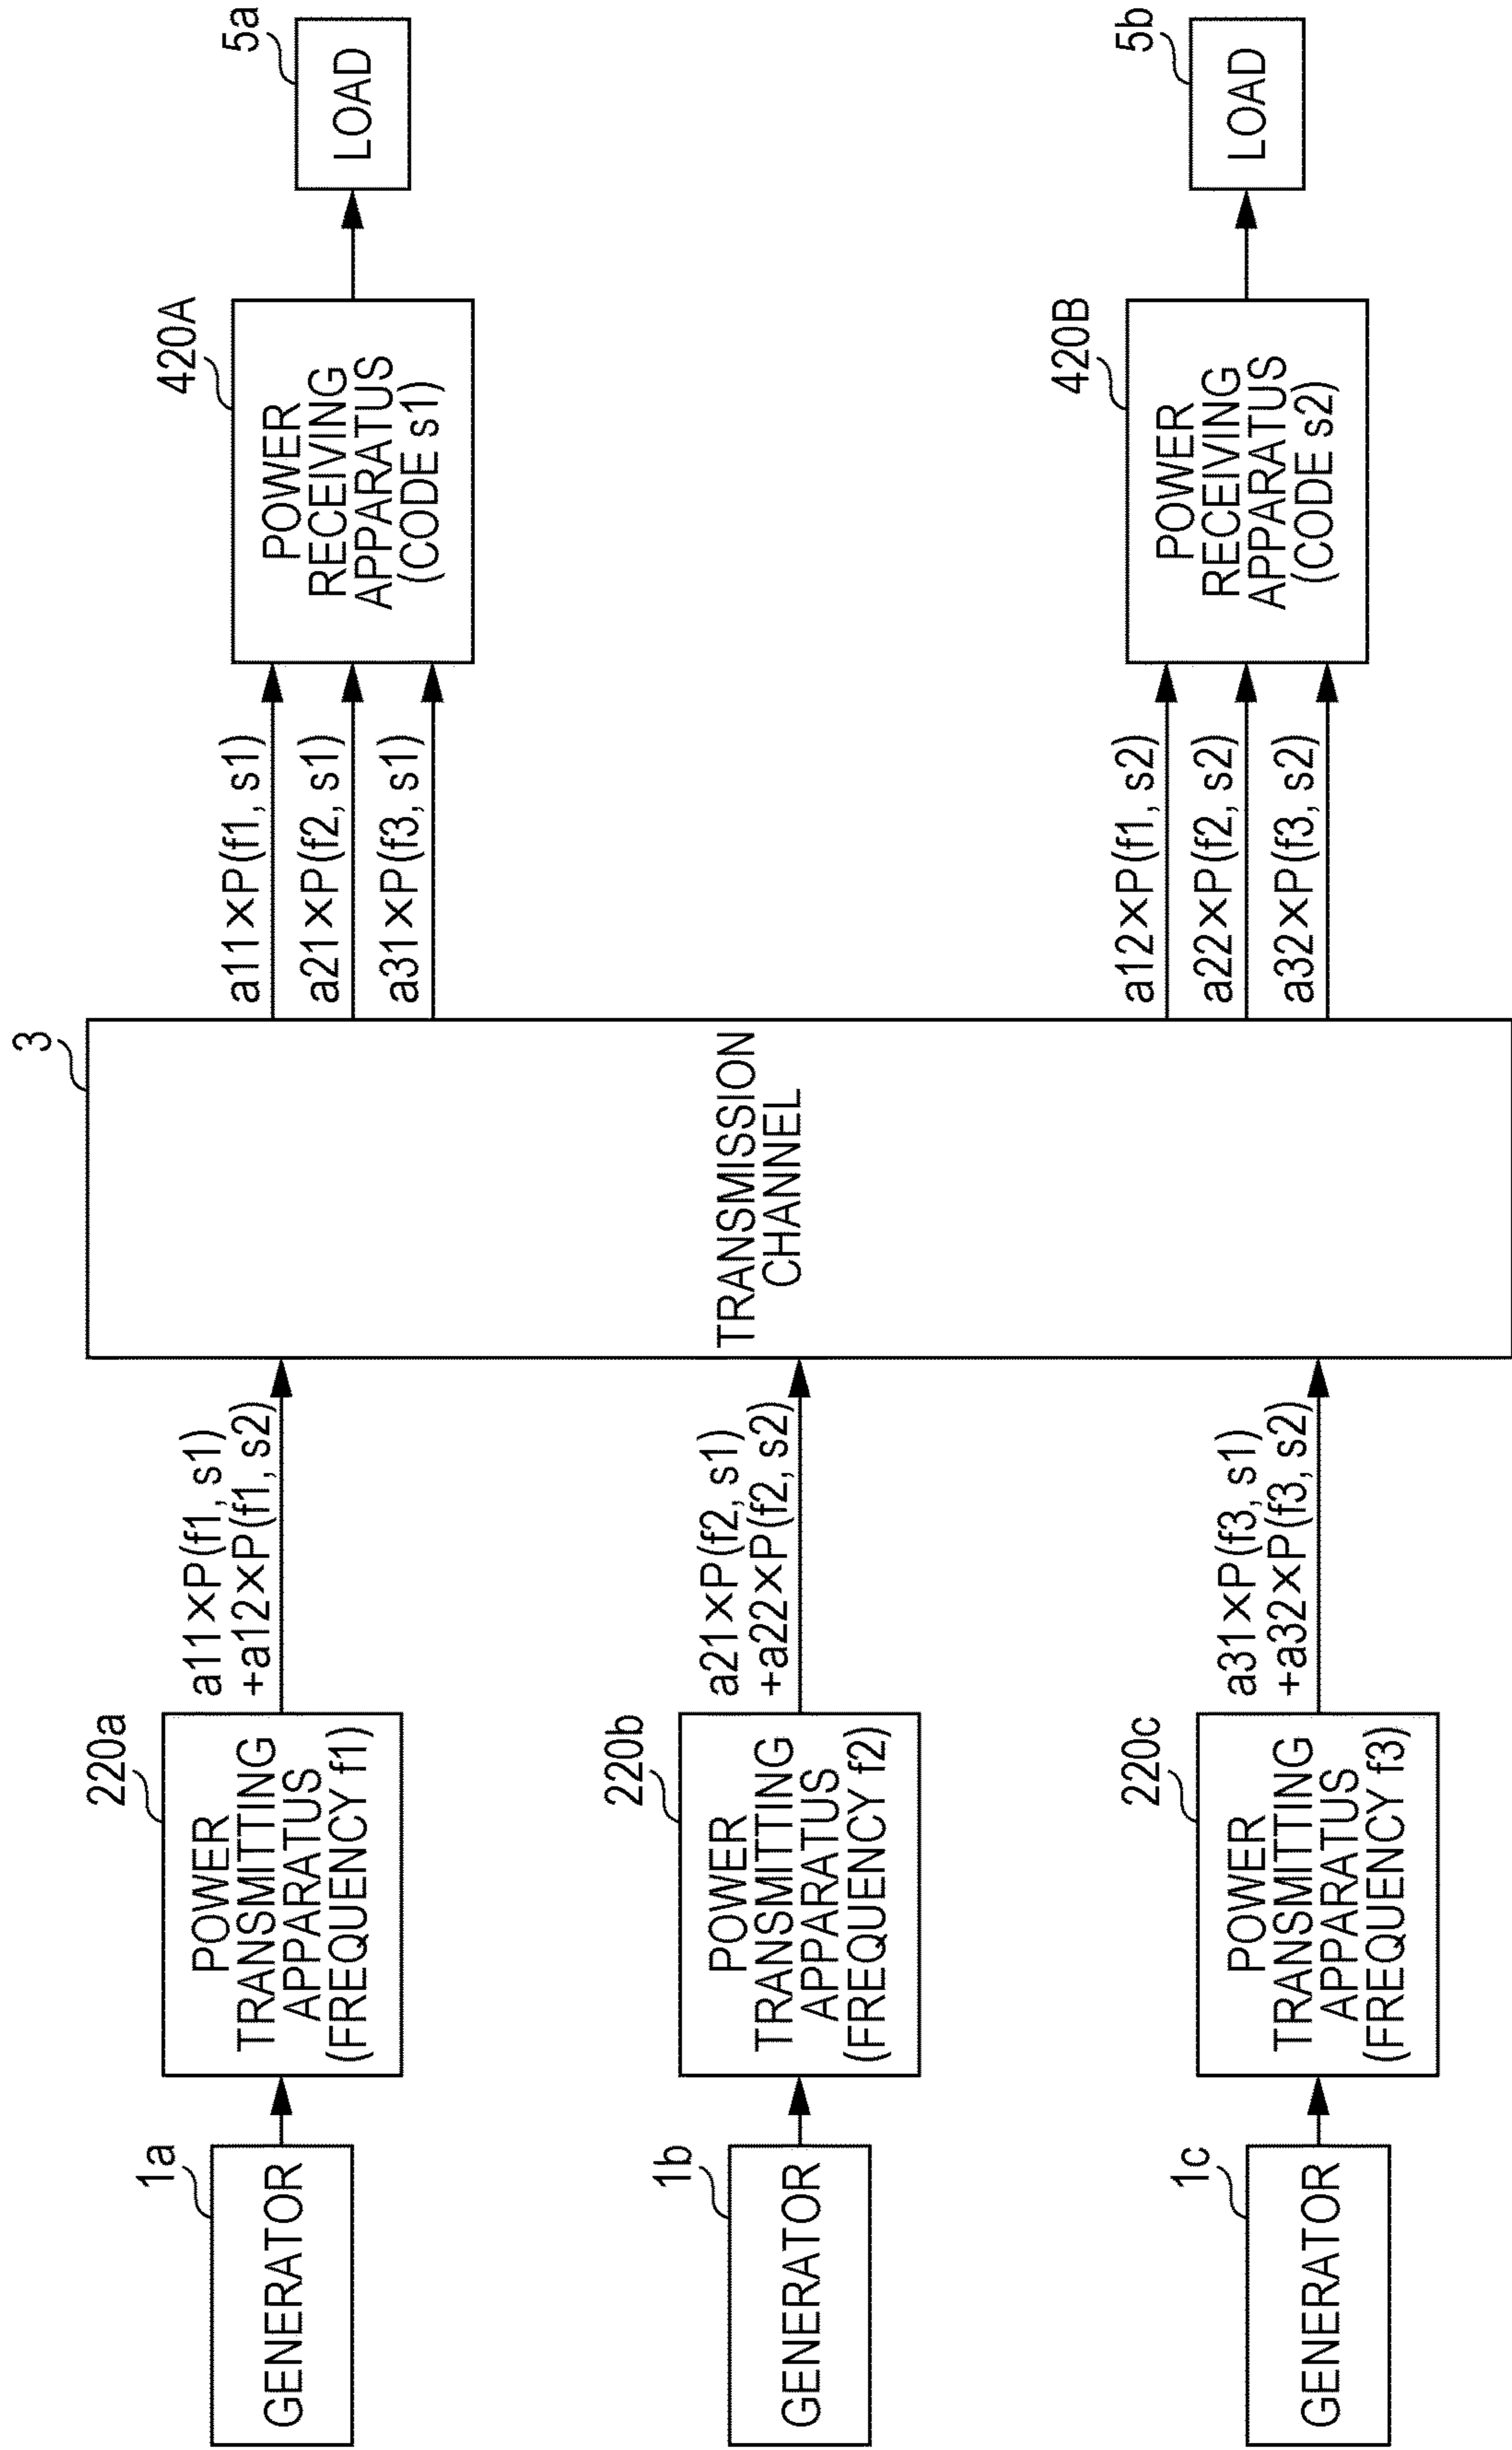 1a
GENERATOR
220a
POWER
TRANSMITTING
APPARATUS
(FREQUENCY f1)
a11×P(f1, s1)
+a12×P(f1, s2)
1b
GENERATOR
220b
POWER
TRANSMITTING
APPARATUS
(FREQUENCY f2)
a21×P(f2, s1)
+a22×P(f2, s2)
1c
GENERATOR
220c
POWER
TRANSMITTING
APPARATUS
(FREQUENCY f3)
a31×P(f3, s1)
+a32×P(f3, s2)
3
TRANSMISSION
CHANNEL
a11×P(f1, s1)
a21×P(f2, s1)
a31×P(f3, s1)
420A
POWER
RECEIVING
APPARATUS
(CODE s1)
5a
LOAD
a12×P(f1, s2)
a22×P(f2, s2)
a32×P(f3, s2)
420B
POWER
RECEIVING
APPARATUS
(CODE s2)
5b
LOAD